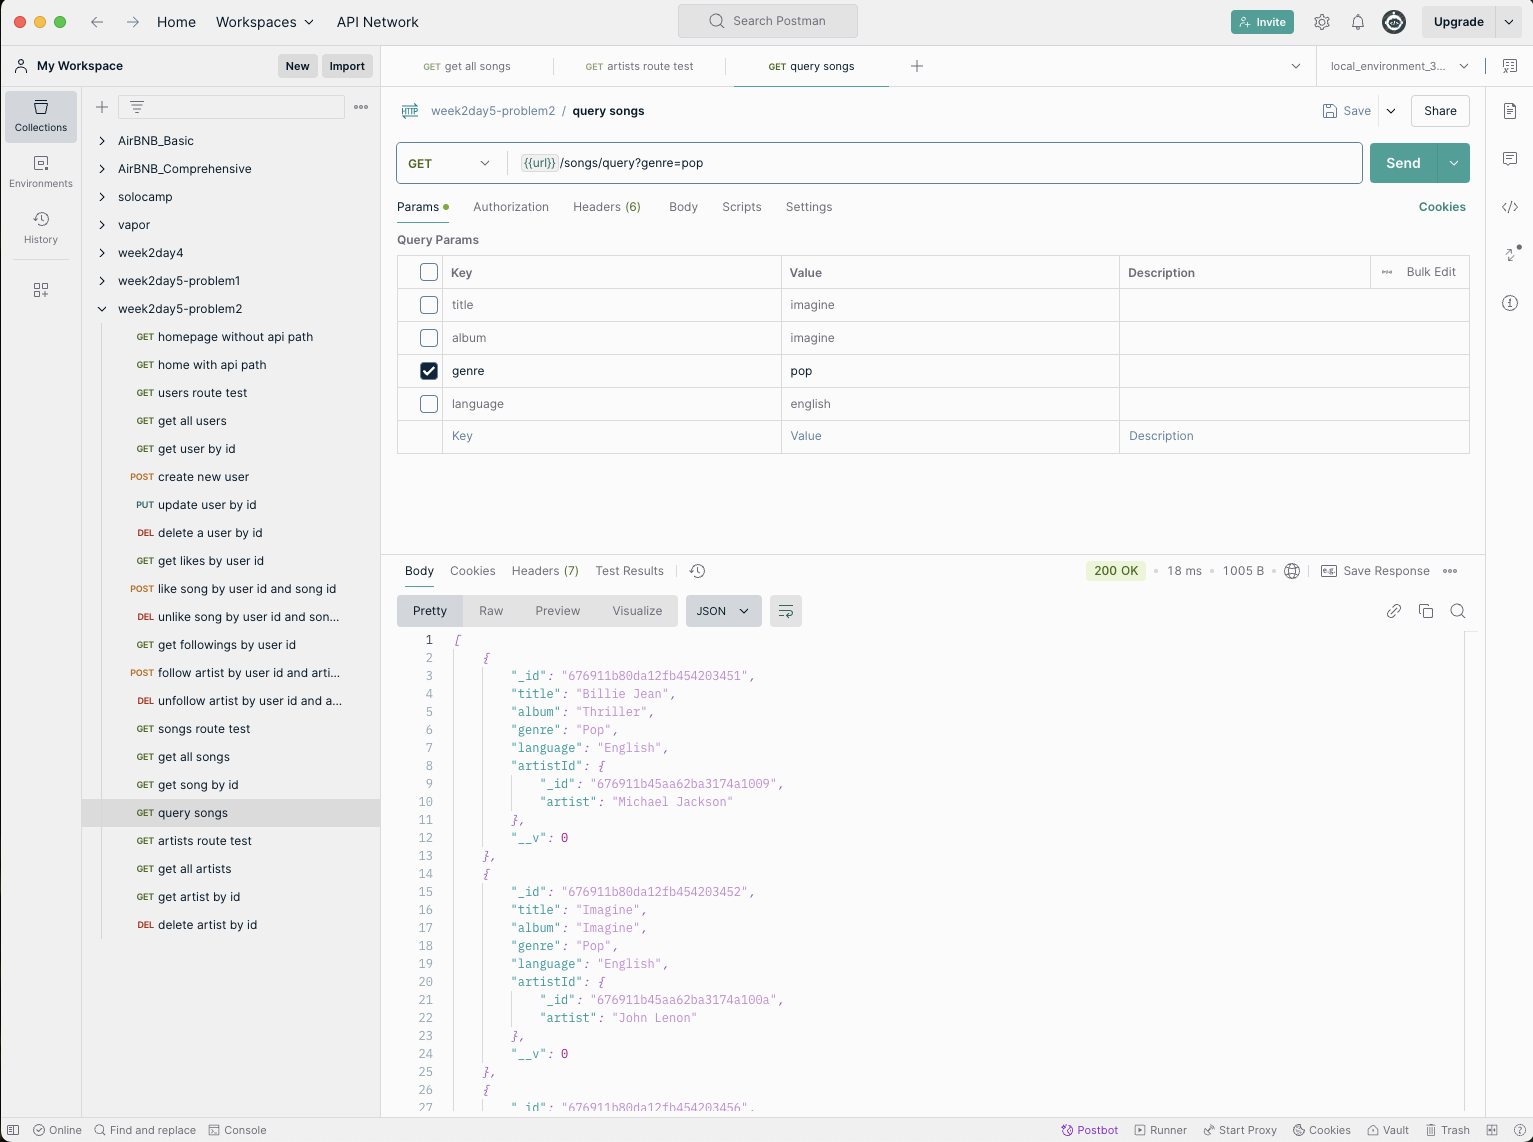 Home
Workspaces
API Network
Search Postman
Invite
Upgrade
My Workspace
New
Import
GET get all songs
GET artists route test
GET query songs
local_environment_3...
Collections
Environments
History
AirBNB_Basic
AirBNB_Comprehensive
solocamp
vapor
week2day4
week2day5-problem1
week2day5-problem2
GET homepage without api path
GET home with api path
GET users route test
GET get all users
GET get user by id
POST create new user
PUT update user by id
DEL delete a user by id
GET get likes by user id
POST like song by user id and song id
DEL unlike song by user id and son...
GET get followings by user id
POST follow artist by user id and arti...
DEL unfollow artist by user id and a...
GET songs route test
GET get all songs
GET get song by id
GET query songs
GET artists route test
GET get all artists
GET get artist by id
DEL delete artist by id
HTTP week2day5-problem2 / query songs
Save
Share
GET
{{url}}/songs/query?genre=pop
Send
Params
Authorization
Headers (6)
Body
Scripts
Settings
Cookies
Query Params
Key Value Description Bulk Edit
title imagine
album imagine
genre pop
language english
Key Value Description
Body
Cookies
Headers (7)
Test Results
200 OK • 18 ms • 1005 B •
e.g. Save Response
Pretty
Raw
Preview
Visualize
JSON
1 [
2 {
3 "_id": "676911b80da12fb454203451",
4 "title": "Billie Jean",
5 "album": "Thriller",
6 "genre": "Pop",
7 "language": "English",
8 "artistId": {
9 "_id": "676911b45aa62ba3174a1009",
10 "artist": "Michael Jackson"
11 },
12 "__v": 0
13 },
14 {
15 "_id": "676911b80da12fb454203452",
16 "title": "Imagine",
17 "album": "Imagine",
18 "genre": "Pop",
19 "language": "English",
20 "artistId": {
21 "_id": "676911b45aa62ba3174a100a",
22 "artist": "John Lenon"
23 },
24 "__v": 0
25 },
26 {
27 "_id": "676911b80da12fb454203456",
Online
Find and replace
Console
Postbot
Runner
Start Proxy
Cookies
Vault
Trash